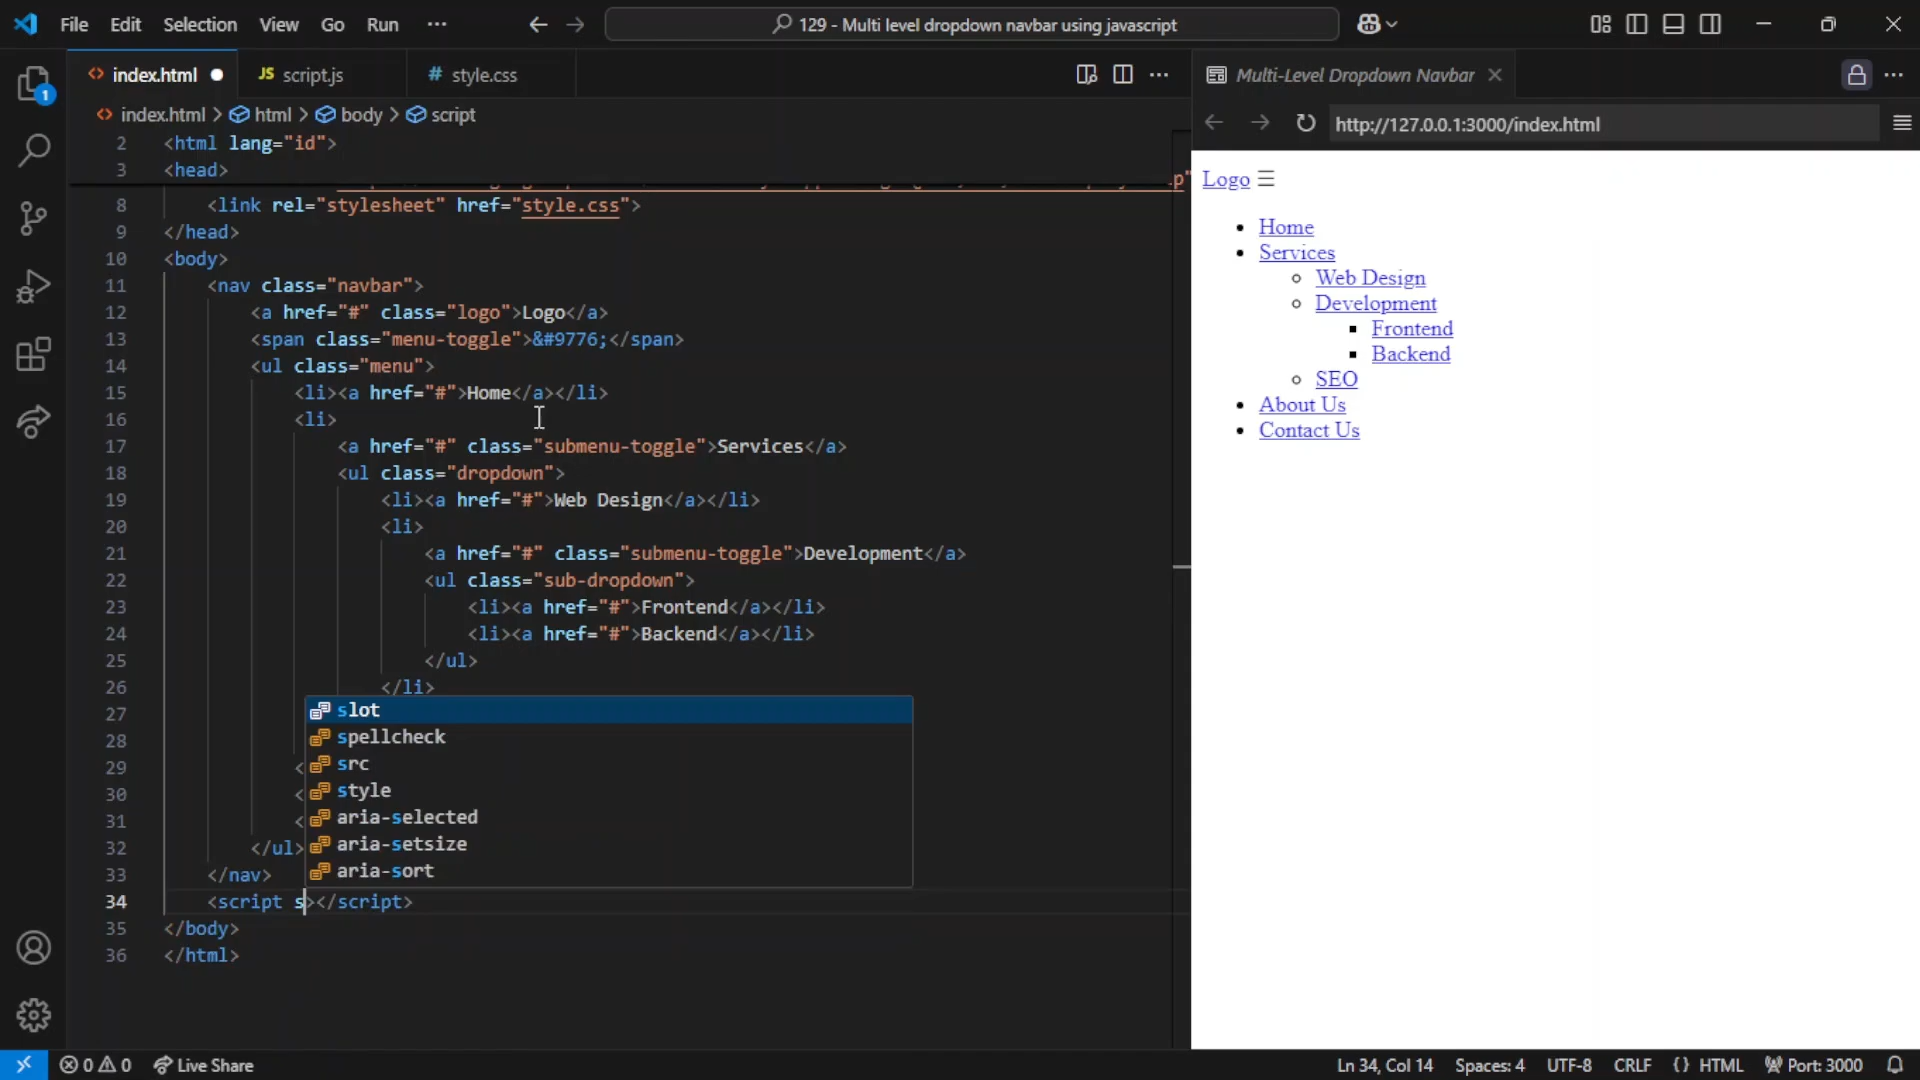 File Edit Selection View Go Run ··· 129 - Multi level dropdown navbar using javascript
index.html JS script.js # style.css
index.html > html > body > script
2 <html lang="id">
3 <head>
8 <link rel="stylesheet" href="style.css">
9 </head>
10 <body>
11 <nav class="navbar">
12 <a href="#" class="logo">Logo</a>
13 <span class="menu-toggle">&#9776;</span>
14 <ul class="menu">
15 <li><a href="#">Home</a></li>
16 <li>
17 <a href="#" class="submenu-toggle">Services</a>
18 <ul class="dropdown">
19 <li><a href="#">Web Design</a></li>
20 <li>
21 <a href="#" class="submenu-toggle">Development</a>
22 <ul class="sub-dropdown">
23 <li><a href="#">Frontend</a></li>
24 <li><a href="#">Backend</a></li>
25 </ul>
26 </li>
27
28
29 <
30 <
31 <
32 </ul>
33 </nav>
34 <script s></script>
35 </body>
36 </html>
slot
spellcheck
src
style
aria-selected
aria-setsize
aria-sort
1
Multi-Level Dropdown Navbar
http://127.0.0.1:3000/index.html
Logo ☰
Home
Services
Web Design
Development
Frontend
Backend
SEO
About Us
Contact Us
0 0 Live Share
Ln 34, Col 14 Spaces: 4 UTF-8 CRLF {} HTML Port: 3000